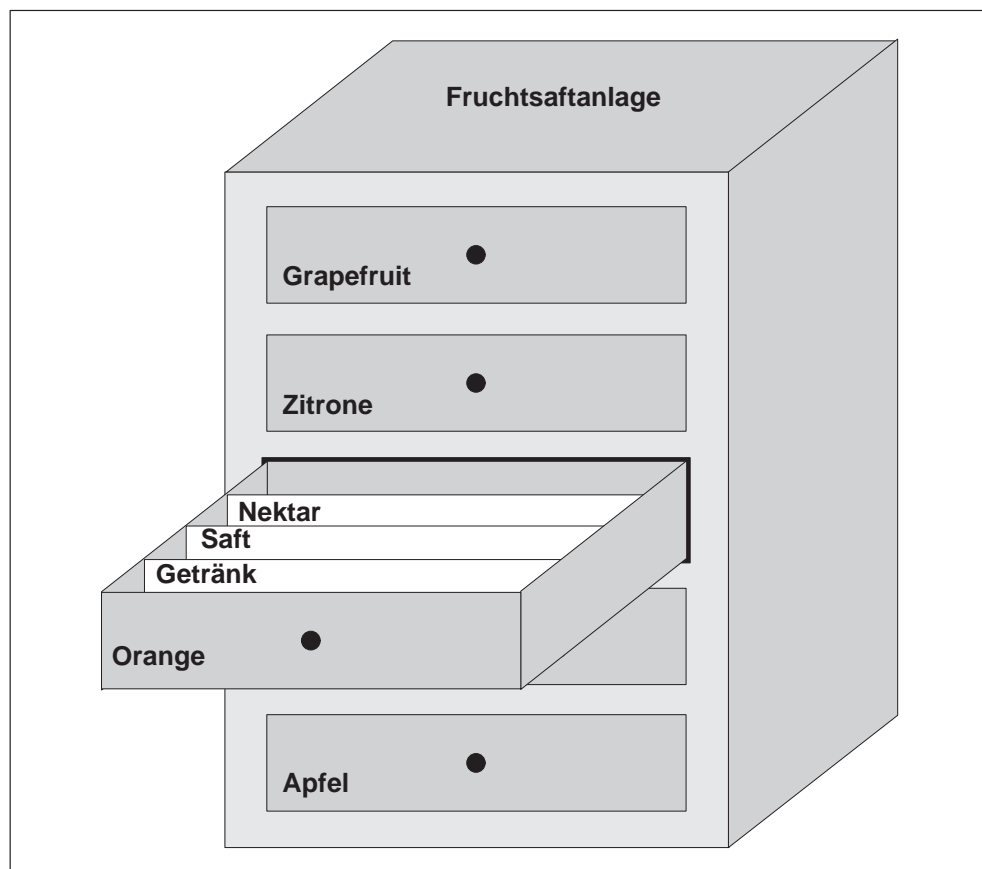 Fruchtsaftanlage
Grapefruit
Zitrone
Nektar
Saft
Getränk
Orange
Apfel